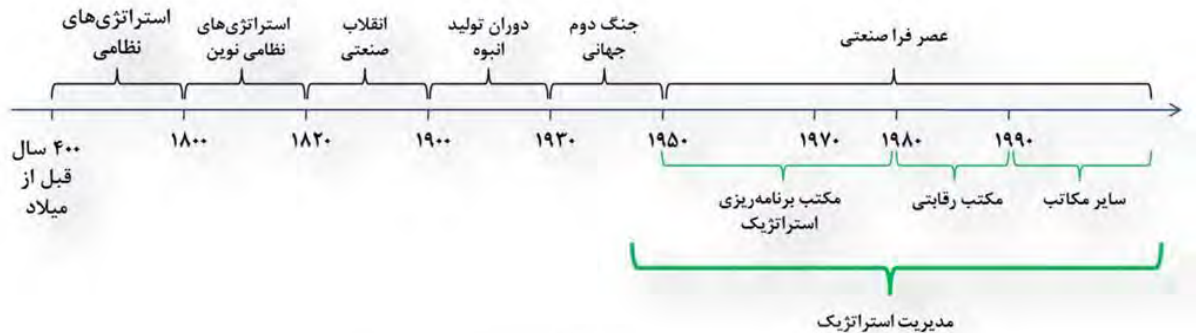 استراتژی‌های
نظامی
استراتژی‌های
نظامی نوین
انقلاب
صنعتی
دوران تولید
انبوه
جنگ دوم
جهانی
عصر فرا صنعتی
۴۰۰ سال
قبل از
میلاد
۱۸۰۰
۱۸۲۰
۱۹۰۰
۱۹۳۰
۱۹۵۰
۱۹۷۰
۱۹۸۰
۱۹۹۰
مکتب برنامه‌ریزی
استراتژیک
مکتب رقابتی
سایر مکاتب
مدیریت استراتژیک